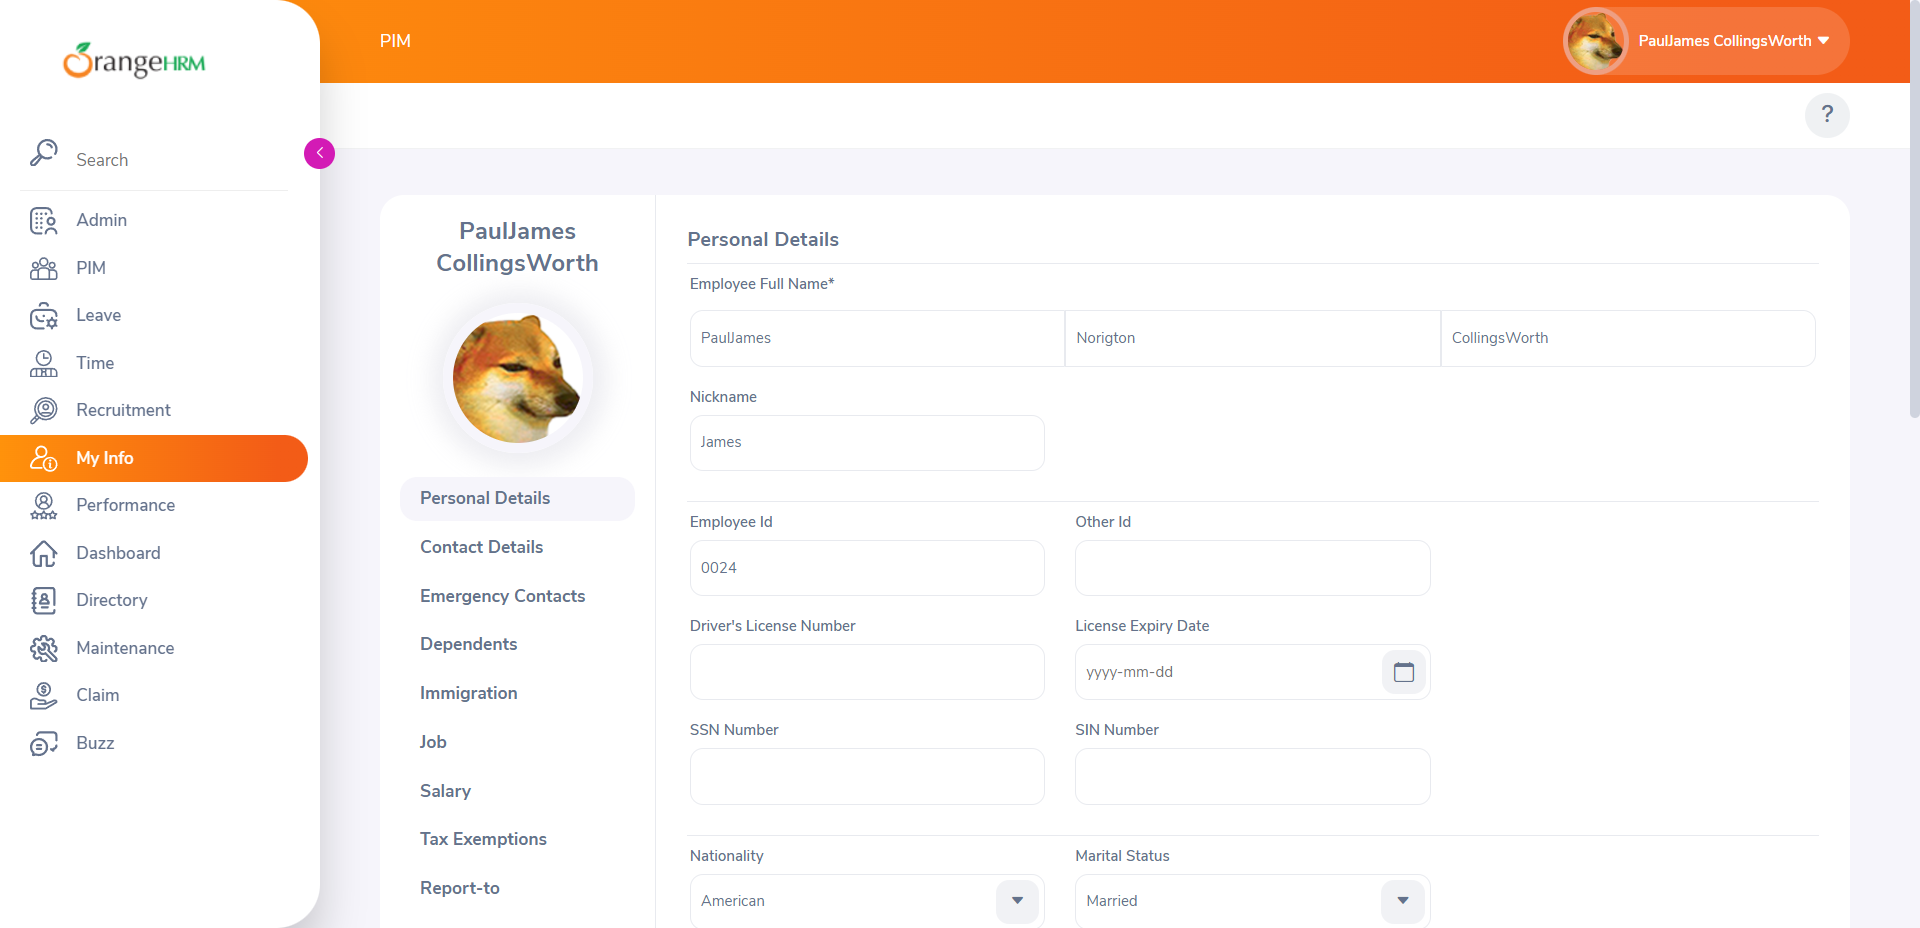 OrangeHRM
Search
Admin
PIM
Leave
Time
Recruitment
My Info
Performance
Dashboard
Directory
Maintenance
Claim
Buzz
PIM
PaulJames CollingsWorth
?
PaulJames
CollingsWorth
Personal Details
Contact Details
Emergency Contacts
Dependents
Immigration
Job
Salary
Tax Exemptions
Report-to
Personal Details
Employee Full Name*
PaulJames Norigton CollingsWorth
Nickname
James
Employee Id Other Id
0024
Driver's License Number License Expiry Date
yyyy-mm-dd
SSN Number SIN Number
Nationality Marital Status
American Married